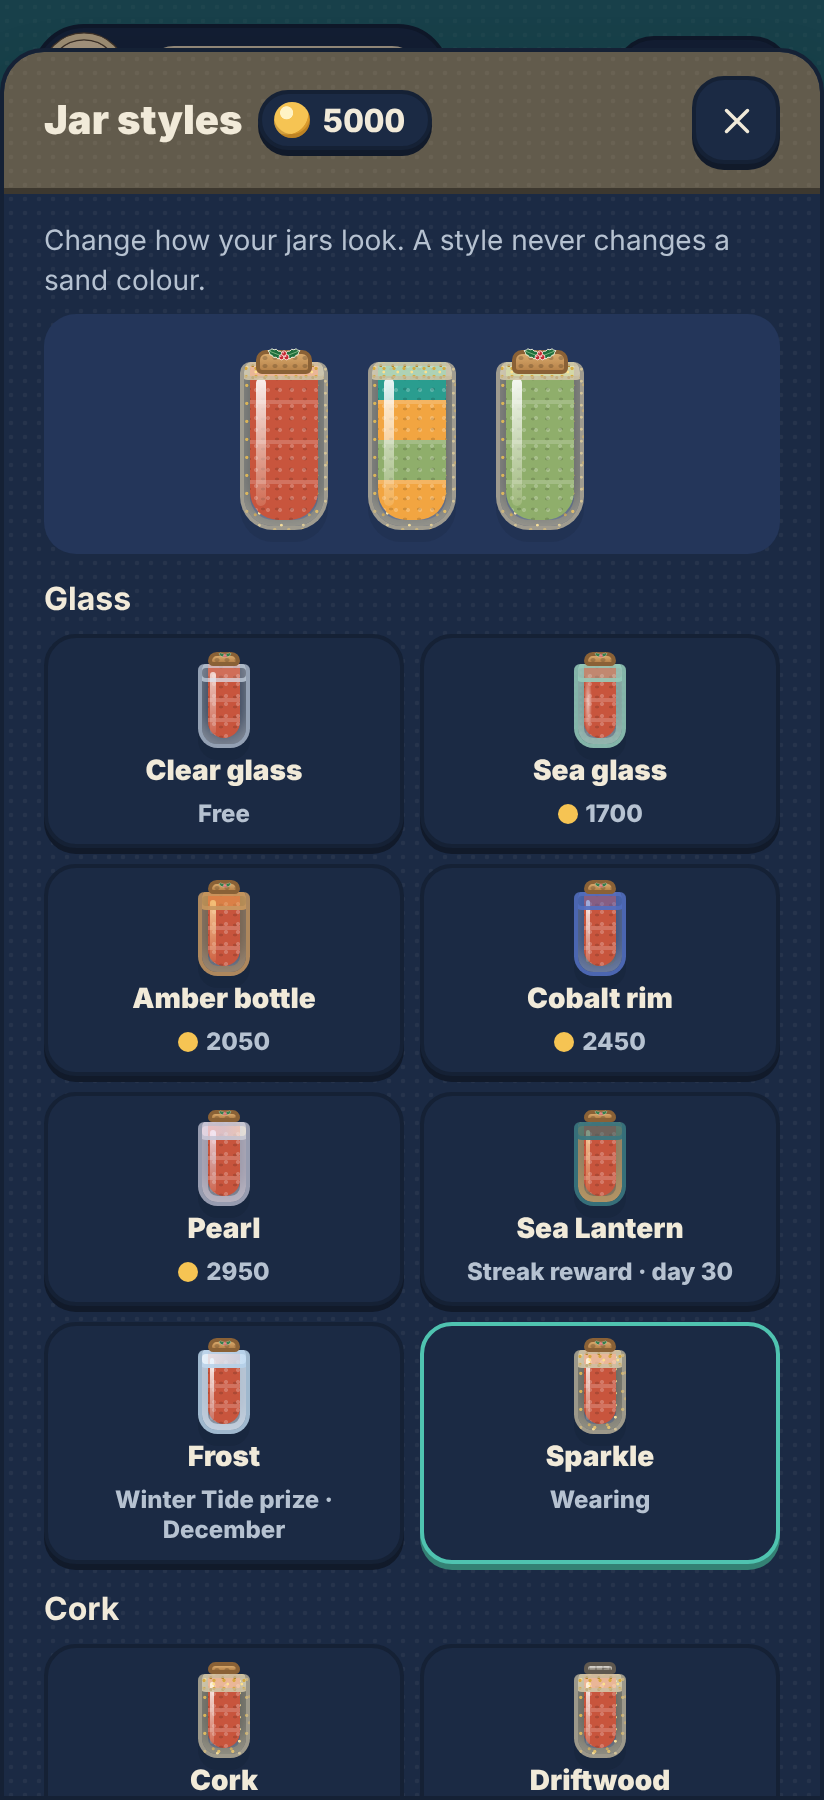 Jar styles
5000
Change how your jars look. A style never changes a
sand colour.
Glass
Clear glass
Free
Sea glass
1700
Amber bottle
2050
Cobalt rim
2450
Pearl
2950
Sea Lantern
Streak reward · day 30
Frost
Winter Tide prize ·
December
Sparkle
Wearing
Cork
Cork
Driftwood